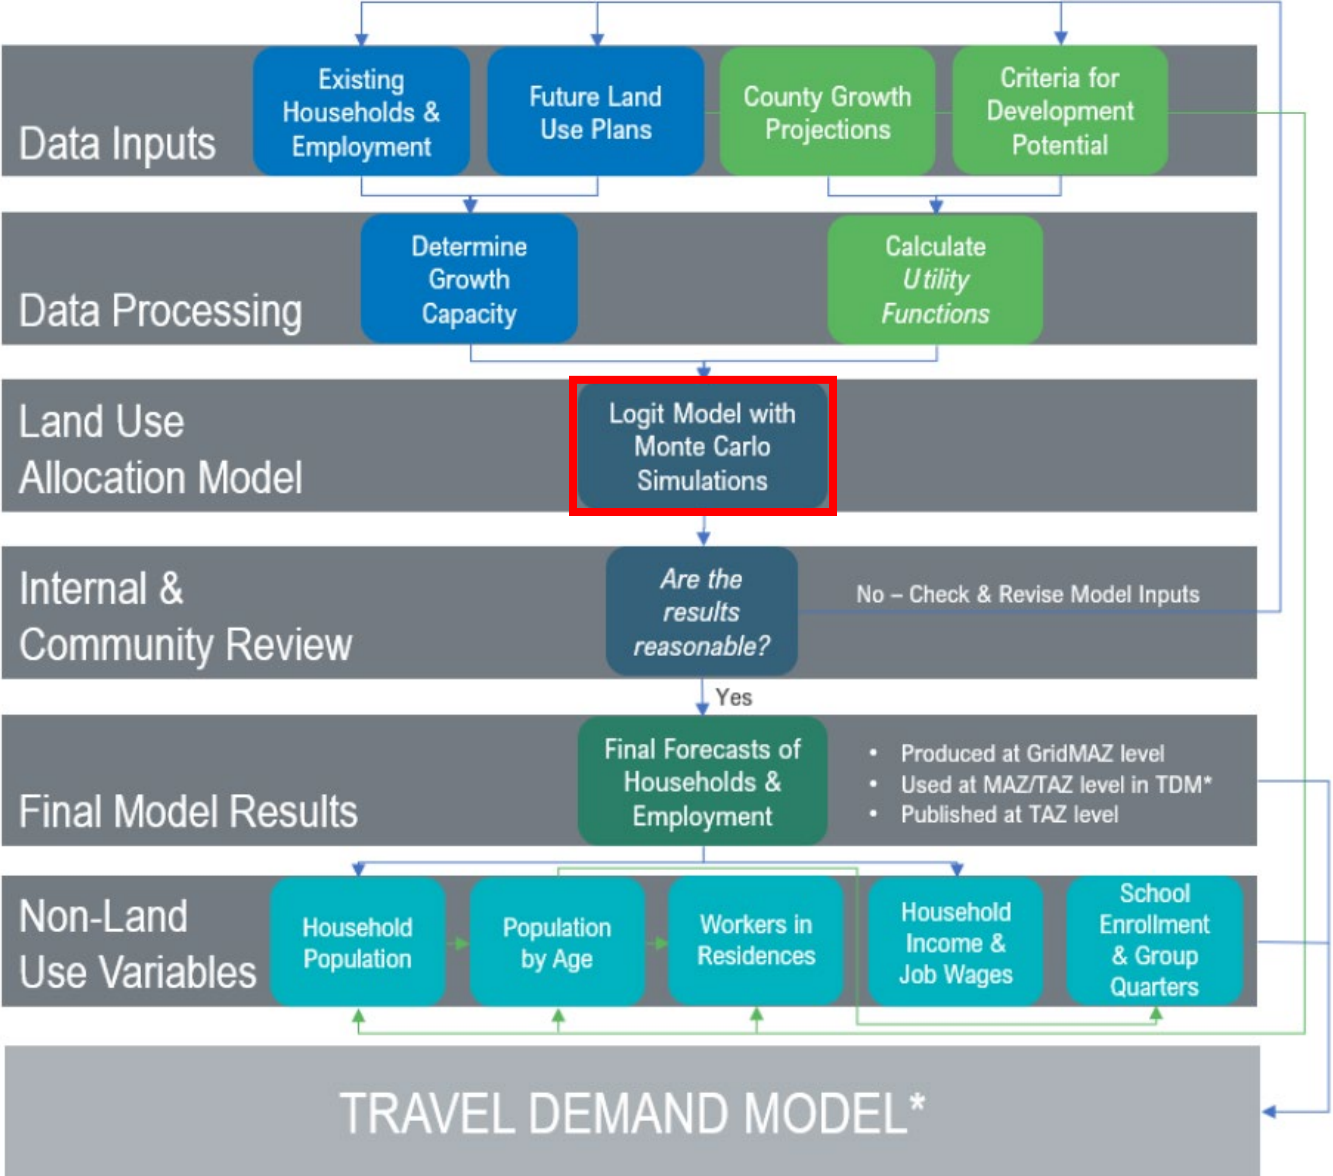 Data Inputs
Existing
Households &
Employment
Future Land
Use Plans
County Growth
Projections
Criteria for
Development
Potential
Data Processing
Determine
Growth
Capacity
Calculate
Utility
Functions
Land Use
Allocation Model
Logit Model with
Monte Carlo
Simulations
Internal &
Community Review
Are the
results
reasonable?
No – Check & Revise Model Inputs
Yes
Final Model Results
Final Forecasts of
Households &
Employment
• Produced at GridMAZ level
• Used at MAZ/TAZ level in TDM*
• Published at TAZ level
Non-Land
Use Variables
Household
Population
Population
by Age
Workers in
Residences
Household
Income &
Job Wages
School
Enrollment
& Group
Quarters
TRAVEL DEMAND MODEL*